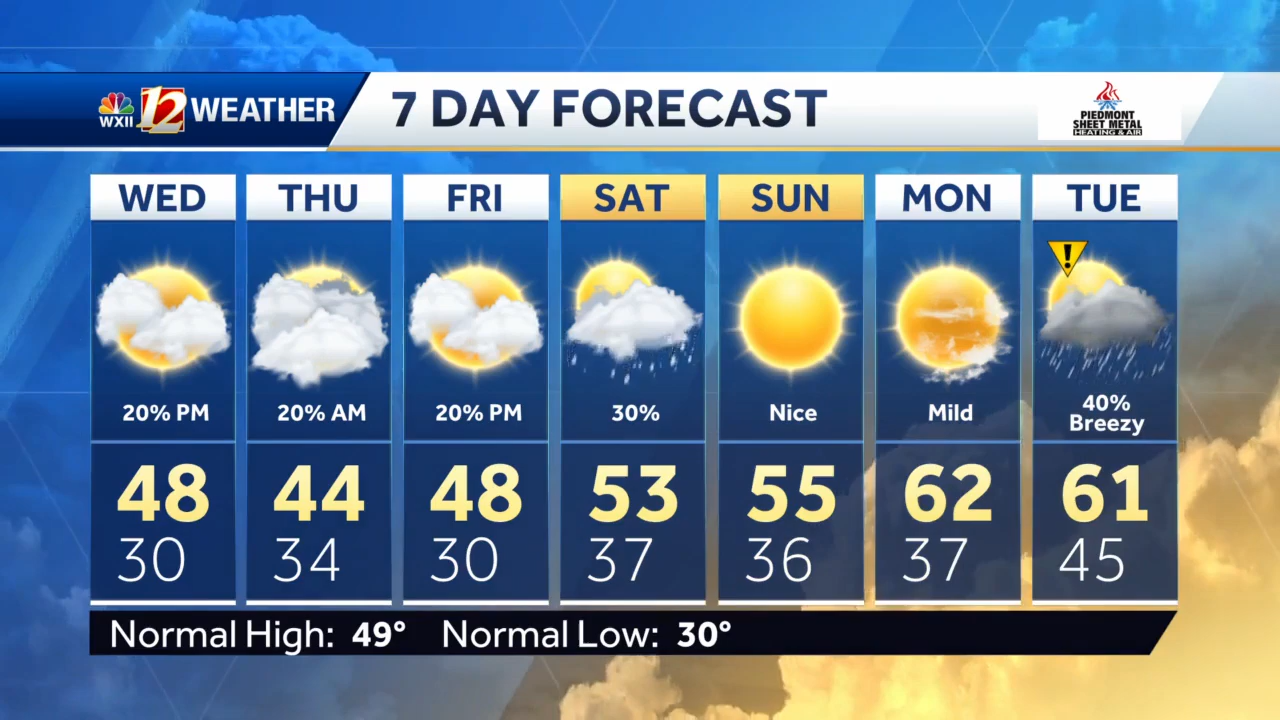 WXII 12 WEATHER
7 DAY FORECAST
PIEDMONT
SHEET METAL
HEATING & AIR
WED
THU
FRI
SAT
SUN
MON
TUE
!
20% PM
20% AM
20% PM
30%
Nice
Mild
40%
Breezy
48
44
48
53
55
62
61
30
34
30
37
36
37
45
Normal High: 49° Normal Low: 30°